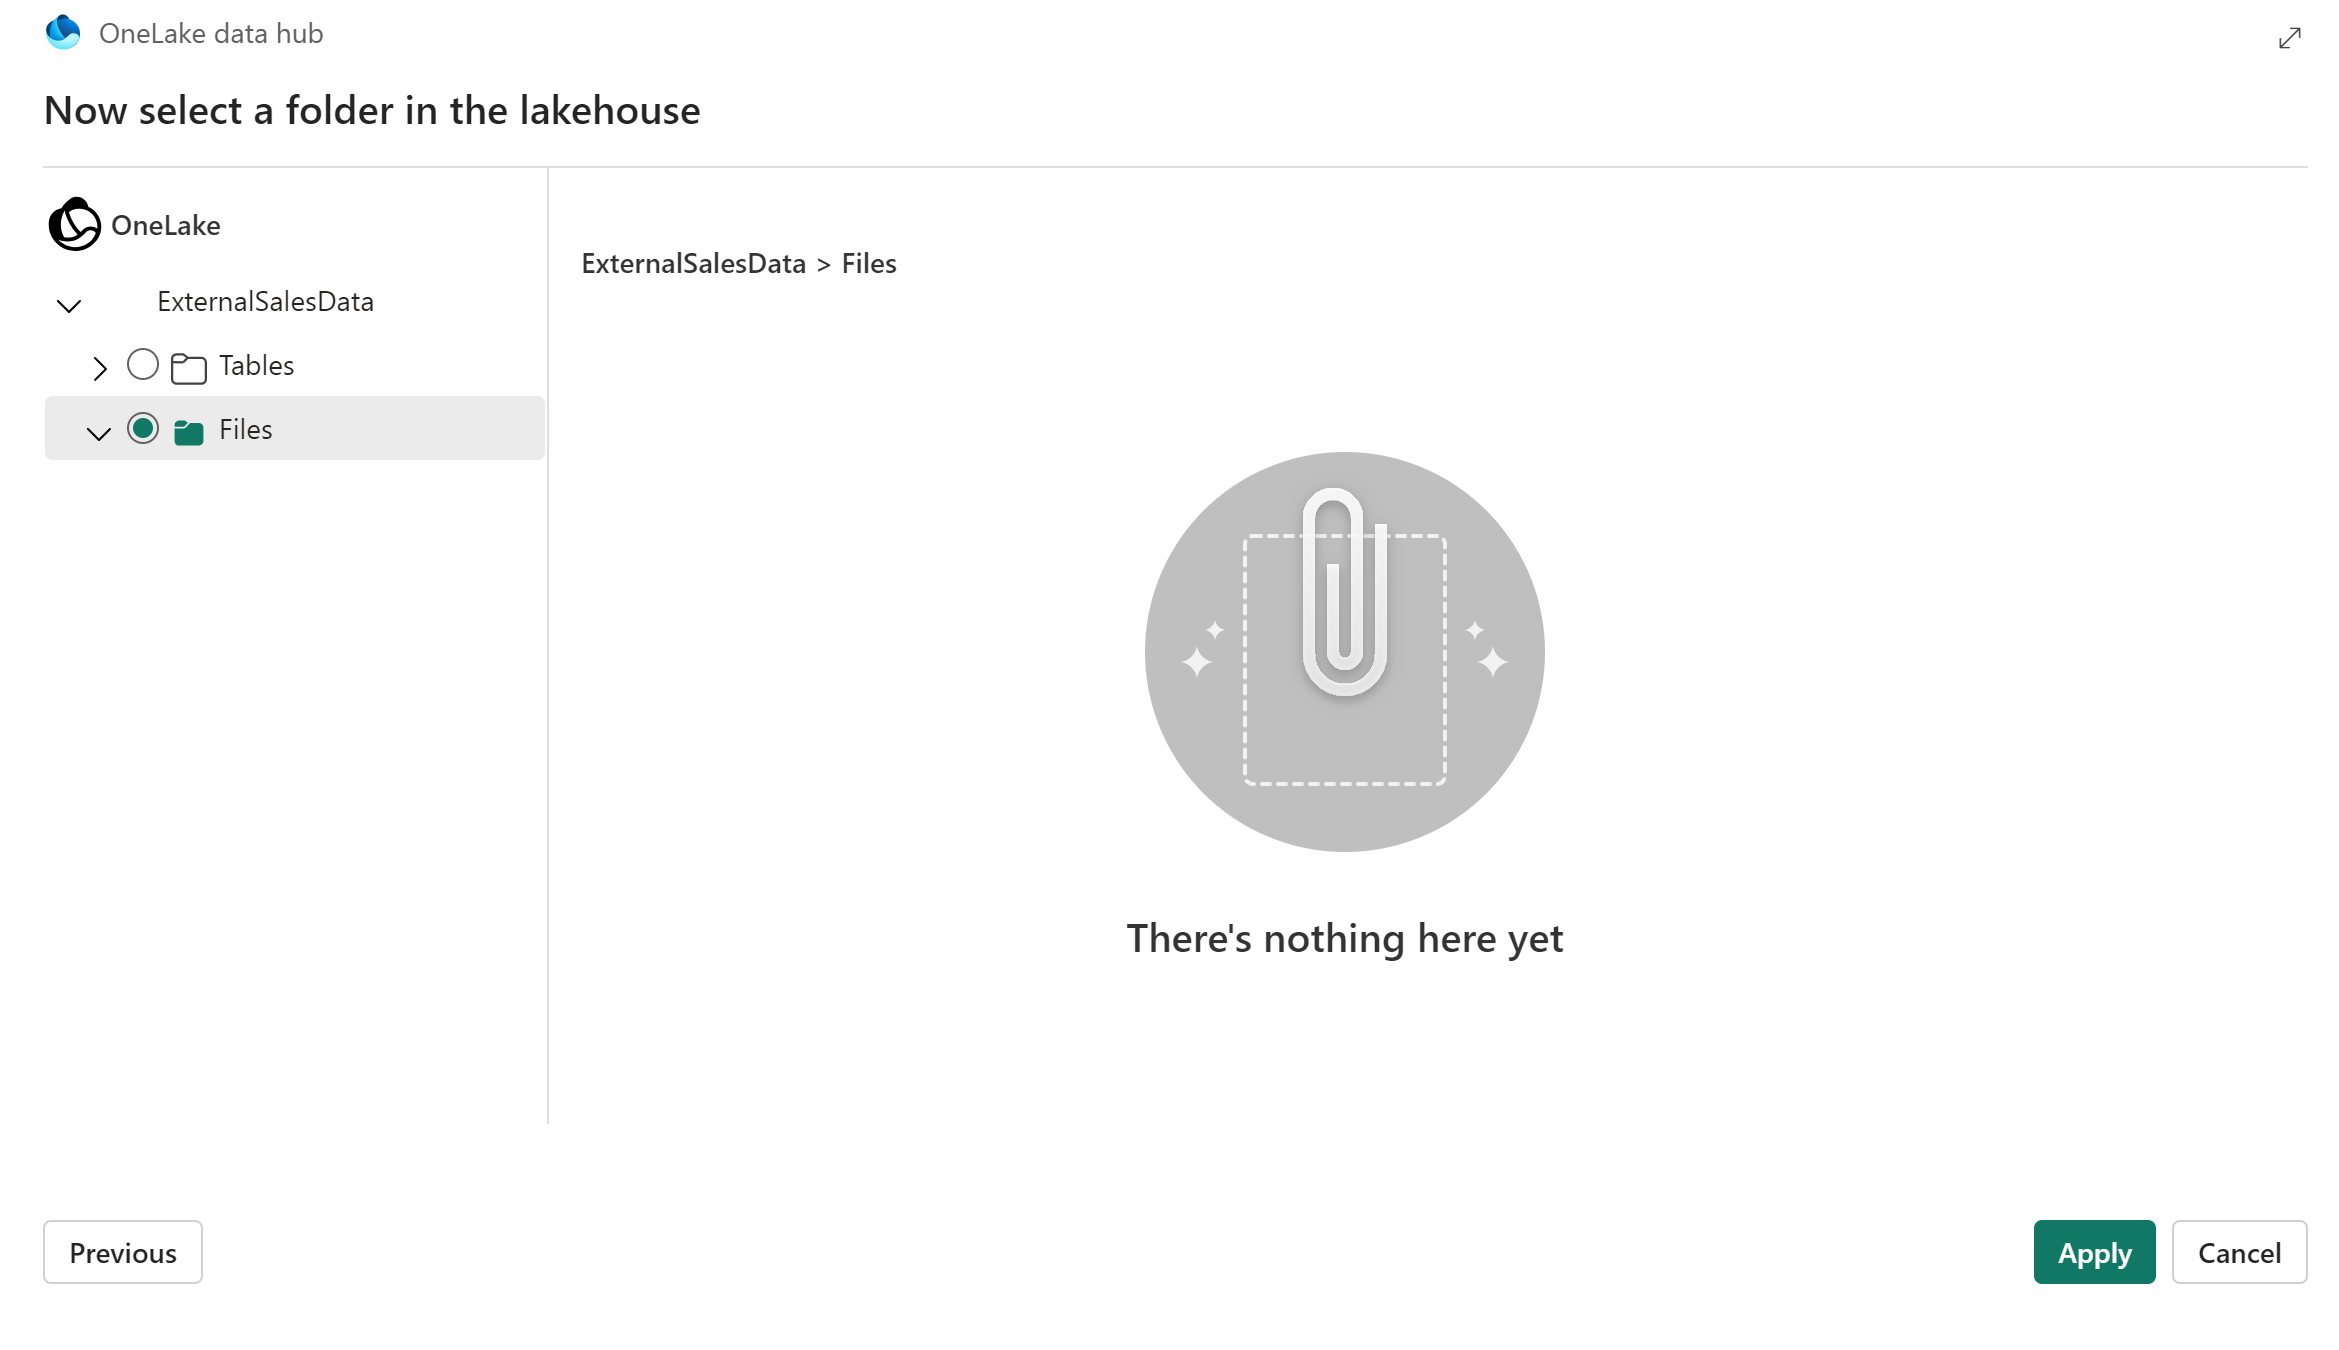 OneLake data hub
Now select a folder in the lakehouse
OneLake
ExternalSalesData
Tables
Files
ExternalSalesData > Files
There's nothing here yet
Previous
Apply
Cancel